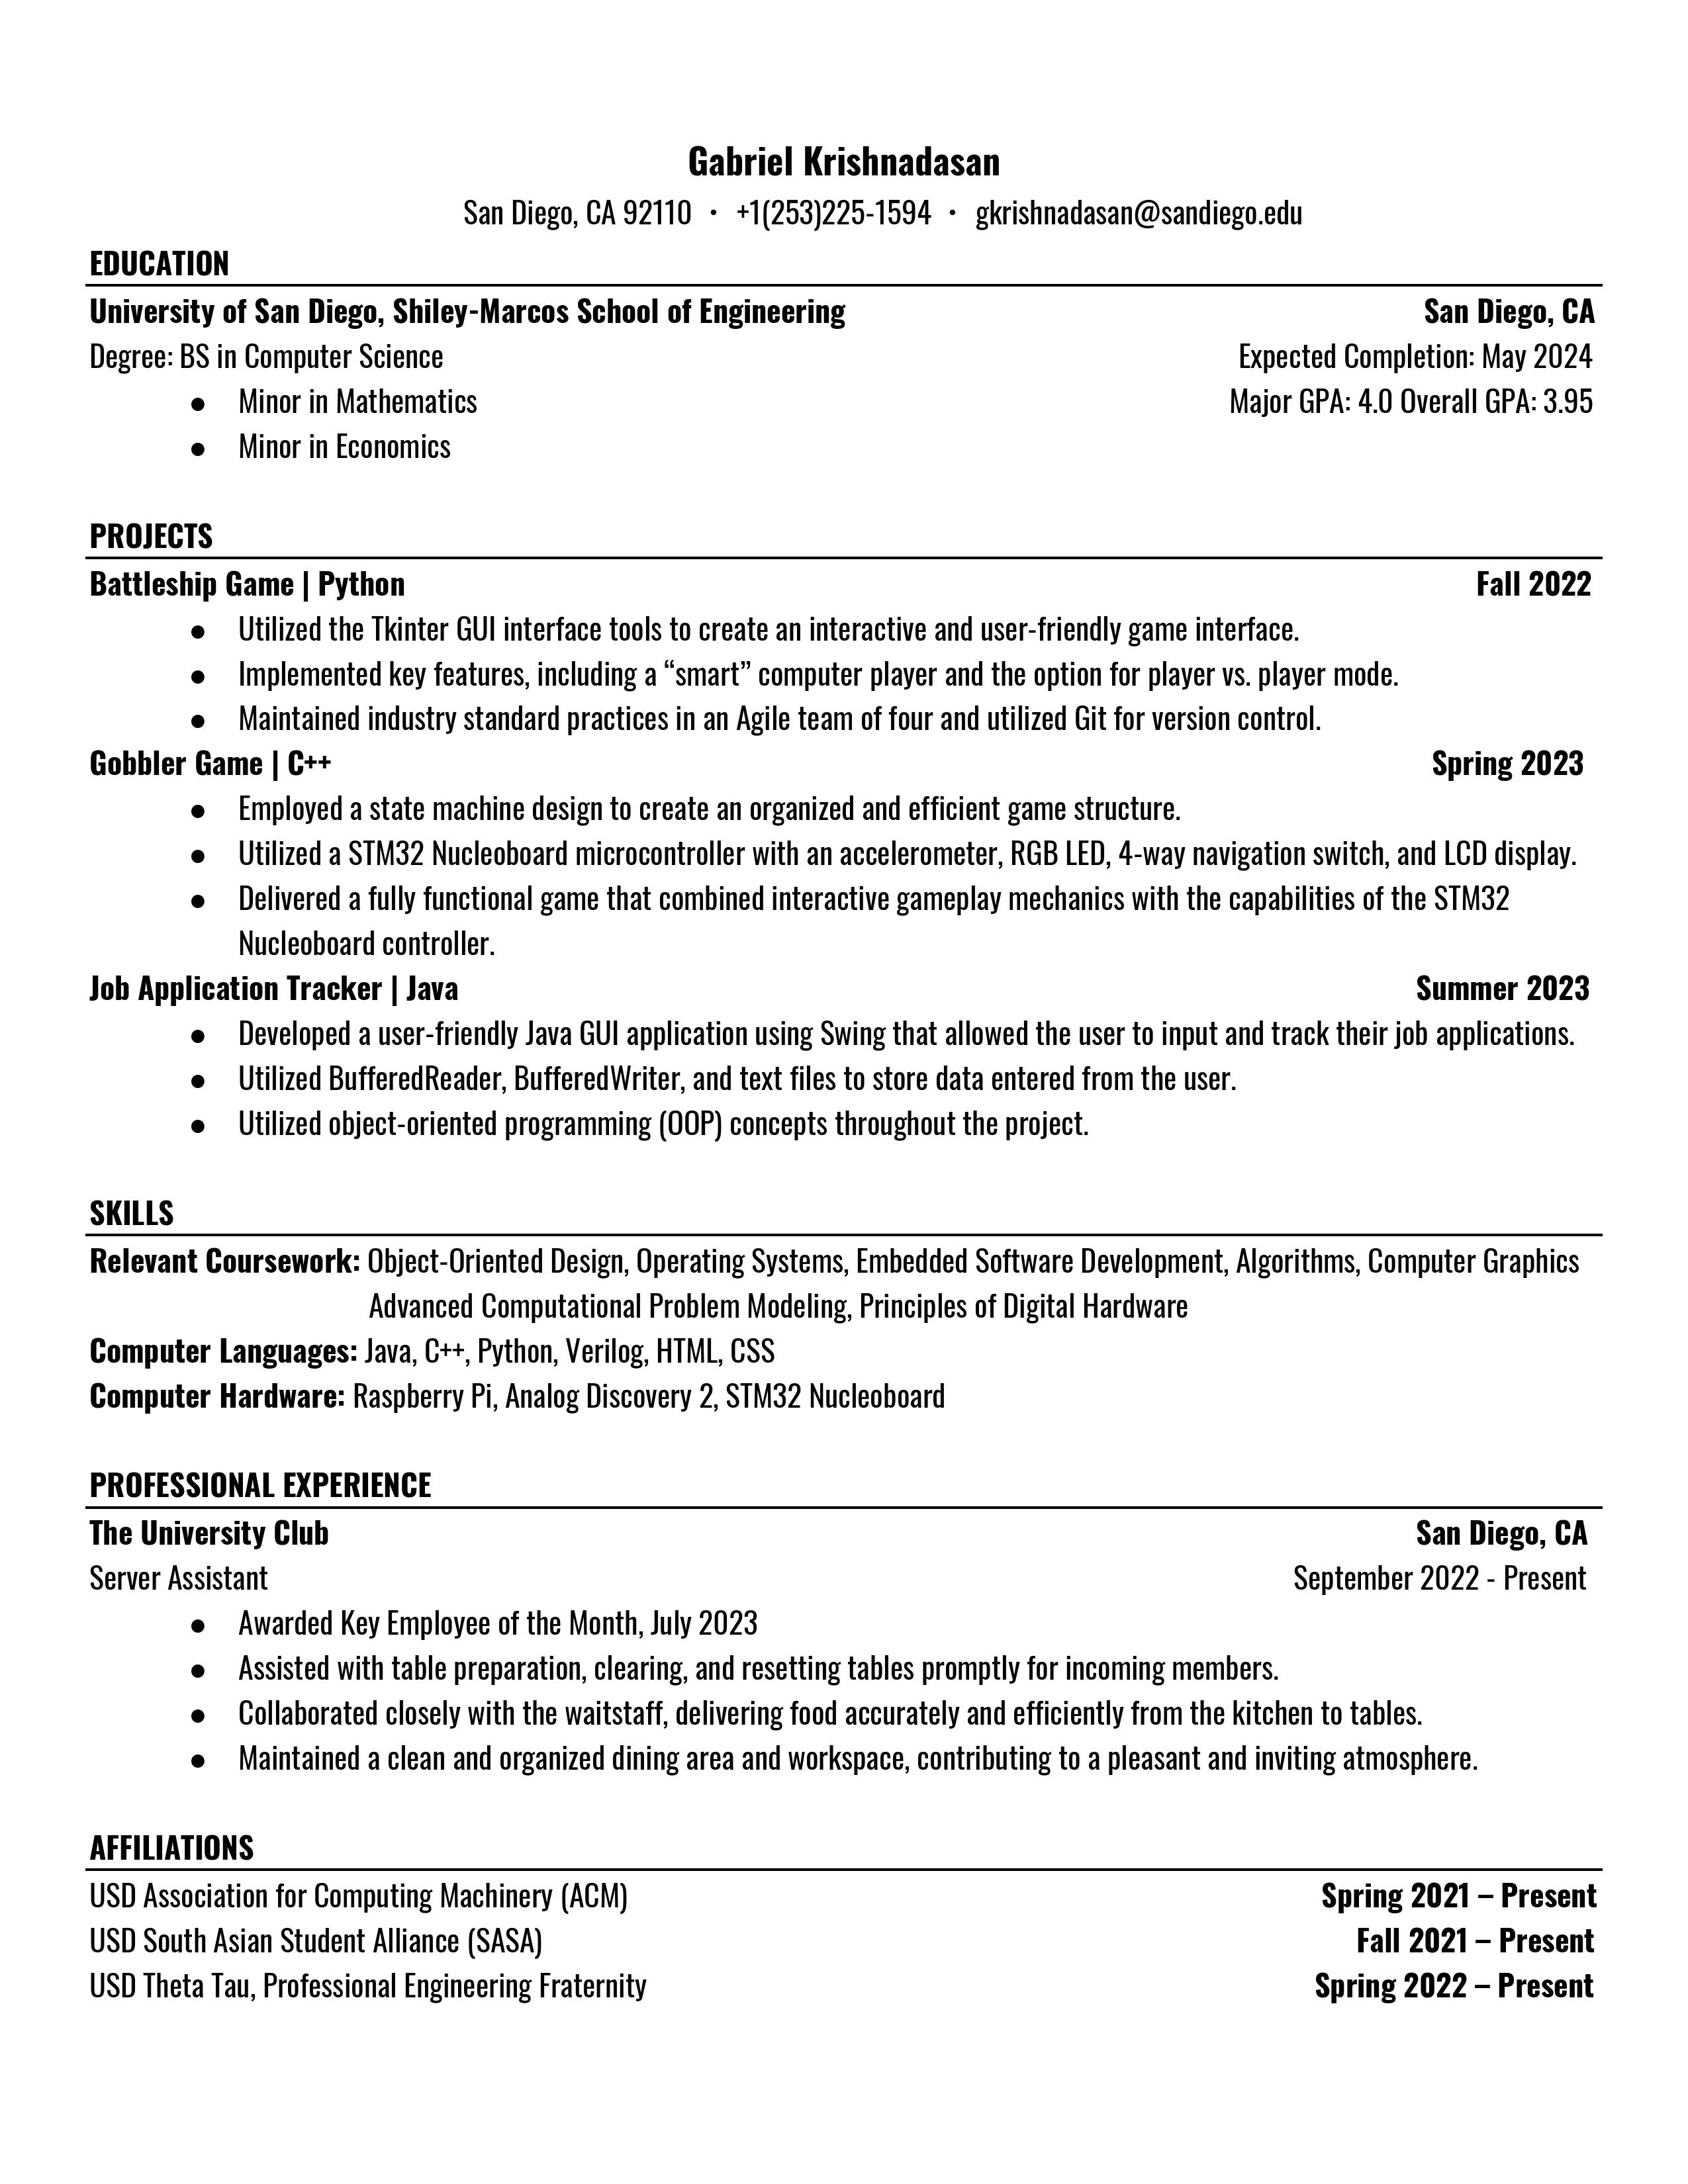 Gabriel Krishnadasan
San Diego, CA 92110 • +1(253)225-1594 • gkrishnadasan@sandiego.edu
EDUCATION
University of San Diego, Shiley-Marcos School of Engineering San Diego, CA
Degree: BS in Computer Science Expected Completion: May 2024
● Minor in Mathematics Major GPA: 4.0 Overall GPA: 3.95
● Minor in Economics
PROJECTS
Battleship Game | Python Fall 2022
● Utilized the Tkinter GUI interface tools to create an interactive and user-friendly game interface.
● Implemented key features, including a “smart” computer player and the option for player vs. player mode.
● Maintained industry standard practices in an Agile team of four and utilized Git for version control.
Gobbler Game | C++ Spring 2023
● Employed a state machine design to create an organized and efficient game structure.
● Utilized a STM32 Nucleoboard microcontroller with an accelerometer, RGB LED, 4-way navigation switch, and LCD display.
● Delivered a fully functional game that combined interactive gameplay mechanics with the capabilities of the STM32
Nucleoboard controller.
Job Application Tracker | Java Summer 2023
● Developed a user-friendly Java GUI application using Swing that allowed the user to input and track their job applications.
● Utilized BufferedReader, BufferedWriter, and text files to store data entered from the user.
● Utilized object-oriented programming (OOP) concepts throughout the project.
SKILLS
Relevant Coursework: Object-Oriented Design, Operating Systems, Embedded Software Development, Algorithms, Computer Graphics
Advanced Computational Problem Modeling, Principles of Digital Hardware
Computer Languages: Java, C++, Python, Verilog, HTML, CSS
Computer Hardware: Raspberry Pi, Analog Discovery 2, STM32 Nucleoboard
PROFESSIONAL EXPERIENCE
The University Club San Diego, CA
Server Assistant September 2022 - Present
● Awarded Key Employee of the Month, July 2023
● Assisted with table preparation, clearing, and resetting tables promptly for incoming members.
● Collaborated closely with the waitstaff, delivering food accurately and efficiently from the kitchen to tables.
● Maintained a clean and organized dining area and workspace, contributing to a pleasant and inviting atmosphere.
AFFILIATIONS
USD Association for Computing Machinery (ACM) Spring 2021 – Present
USD South Asian Student Alliance (SASA) Fall 2021 – Present
USD Theta Tau, Professional Engineering Fraternity Spring 2022 – Present